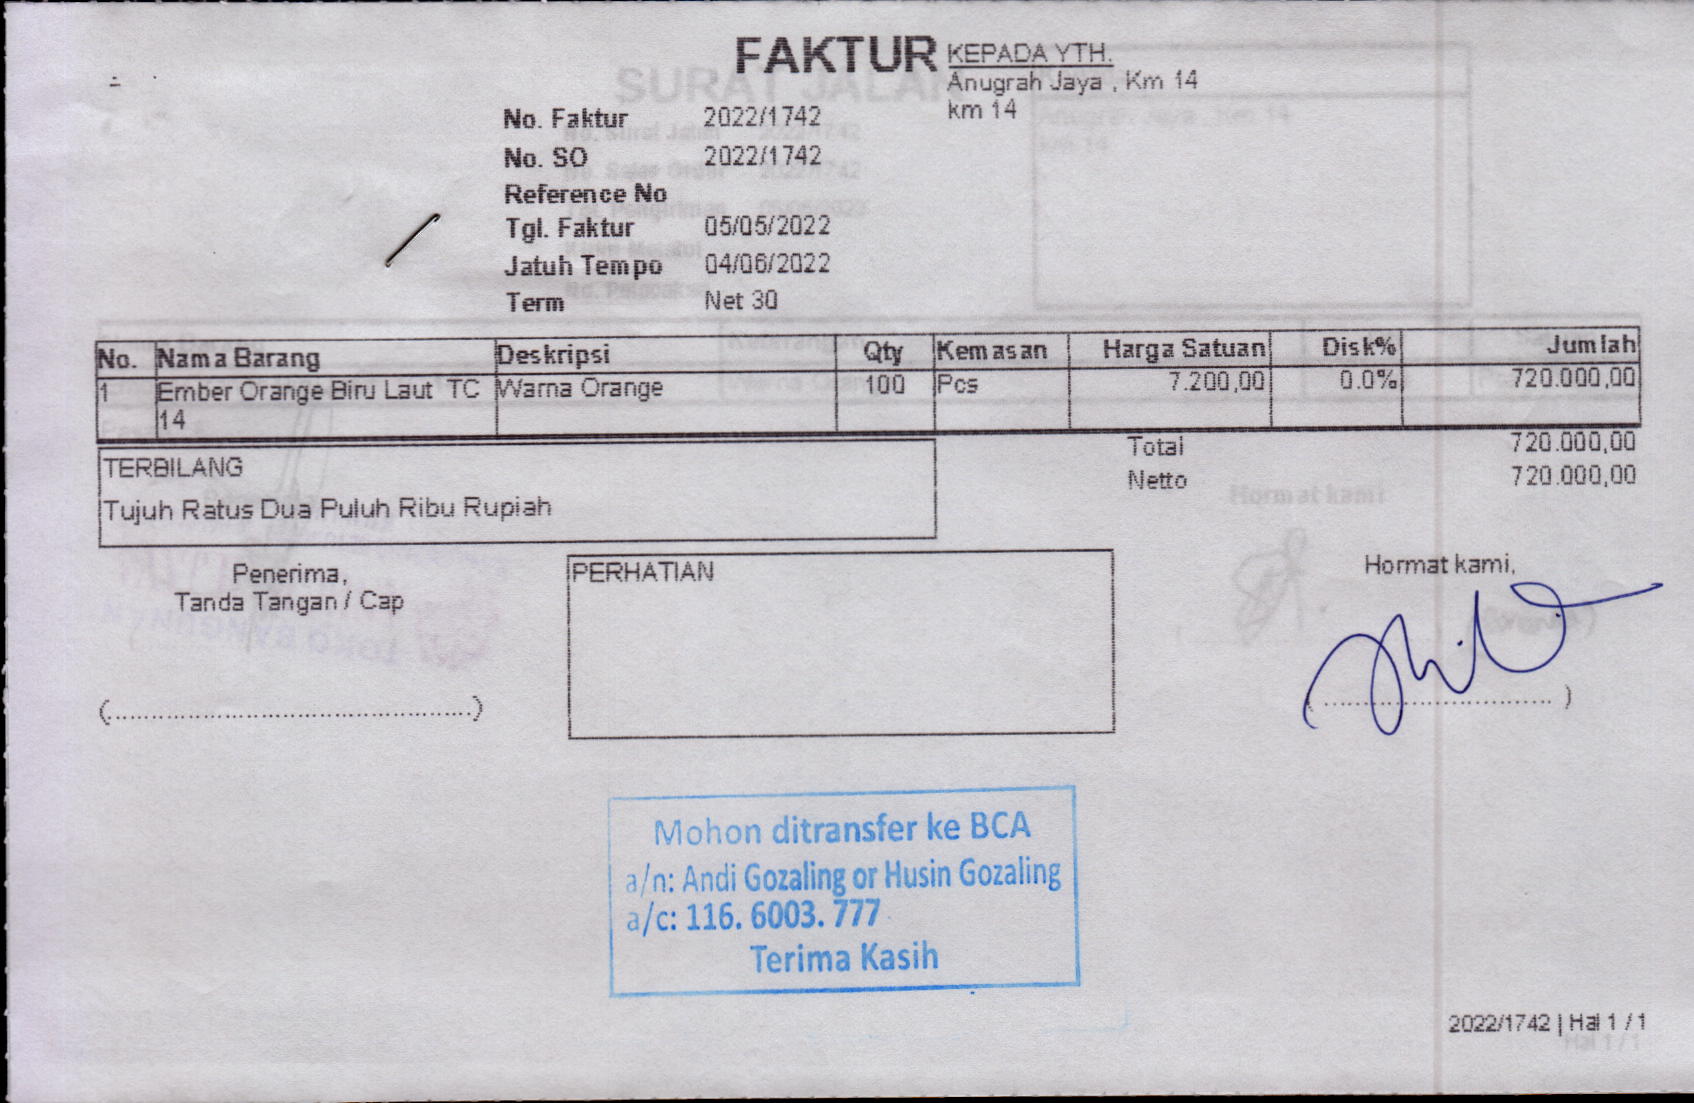 FAKTUR
KEPADA YTH.
Anugrah Jaya , Km 14
km 14
No. Faktur 2022/1742
No. SO 2022/1742
Reference No
Tgl. Faktur 05/05/2022
Jatuh Tempo 04/06/2022
Term Net 30
No. Nama Barang Deskripsi Qty Kemasan Harga Satuan Disk% Jumlah
1 Ember Orange Biru Laut TC Warna Orange 100 Pcs 7.200,00 0.0% 720.000,00
14
Total 720.000,00
Netto 720.000,00
TERBILANG
Tujuh Ratus Dua Puluh Ribu Rupiah
Penerima,
Tanda Tangan / Cap
PERHATIAN
Hormat kami,
Mohon ditransfer ke BCA
a/n: Andi Gozaling or Husin Gozaling
a/c: 116. 6003. 777
Terima Kasih
2022/1742 | Hal 1 / 1